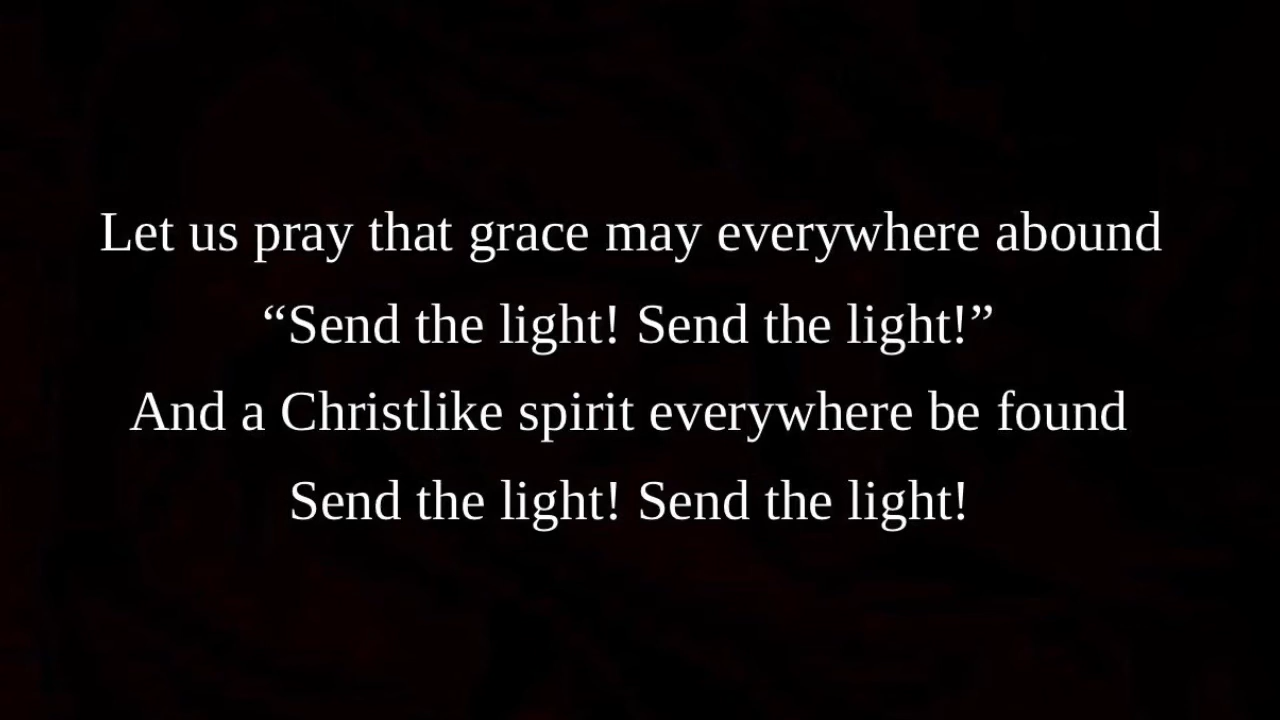 Let us pray that grace may everywhere abound
“Send the light! Send the light!”
And a Christlike spirit everywhere be found
Send the light! Send the light!